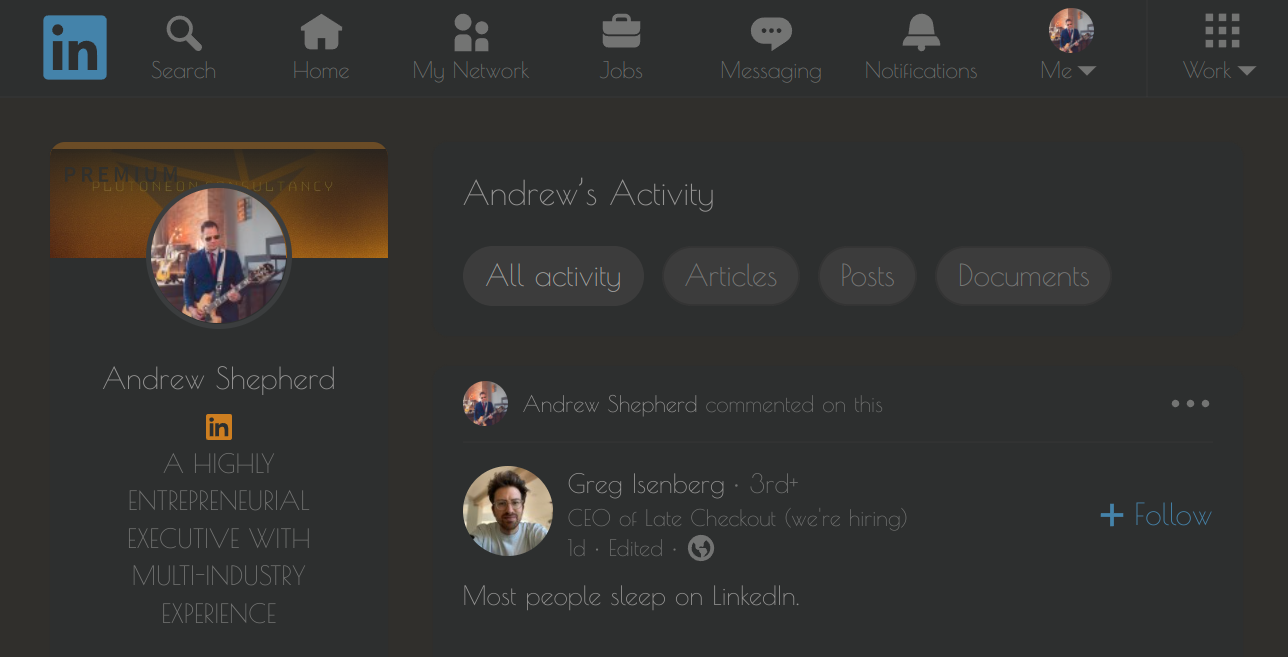 in
Search
Home
My Network
Jobs
Messaging
Notifications
Me
Work
PREMIUM
PLUTONEON CONSULTANCY
Andrew Shepherd
in
A HIGHLY
ENTREPRENEURIAL
EXECUTIVE WITH
MULTI-INDUSTRY
EXPERIENCE
Andrew's Activity
All activity
Articles
Posts
Documents
Andrew Shepherd commented on this
Greg Isenberg · 3rd+
CEO of Late Checkout (we're hiring)
1d · Edited ·
+ Follow
Most people sleep on LinkedIn.